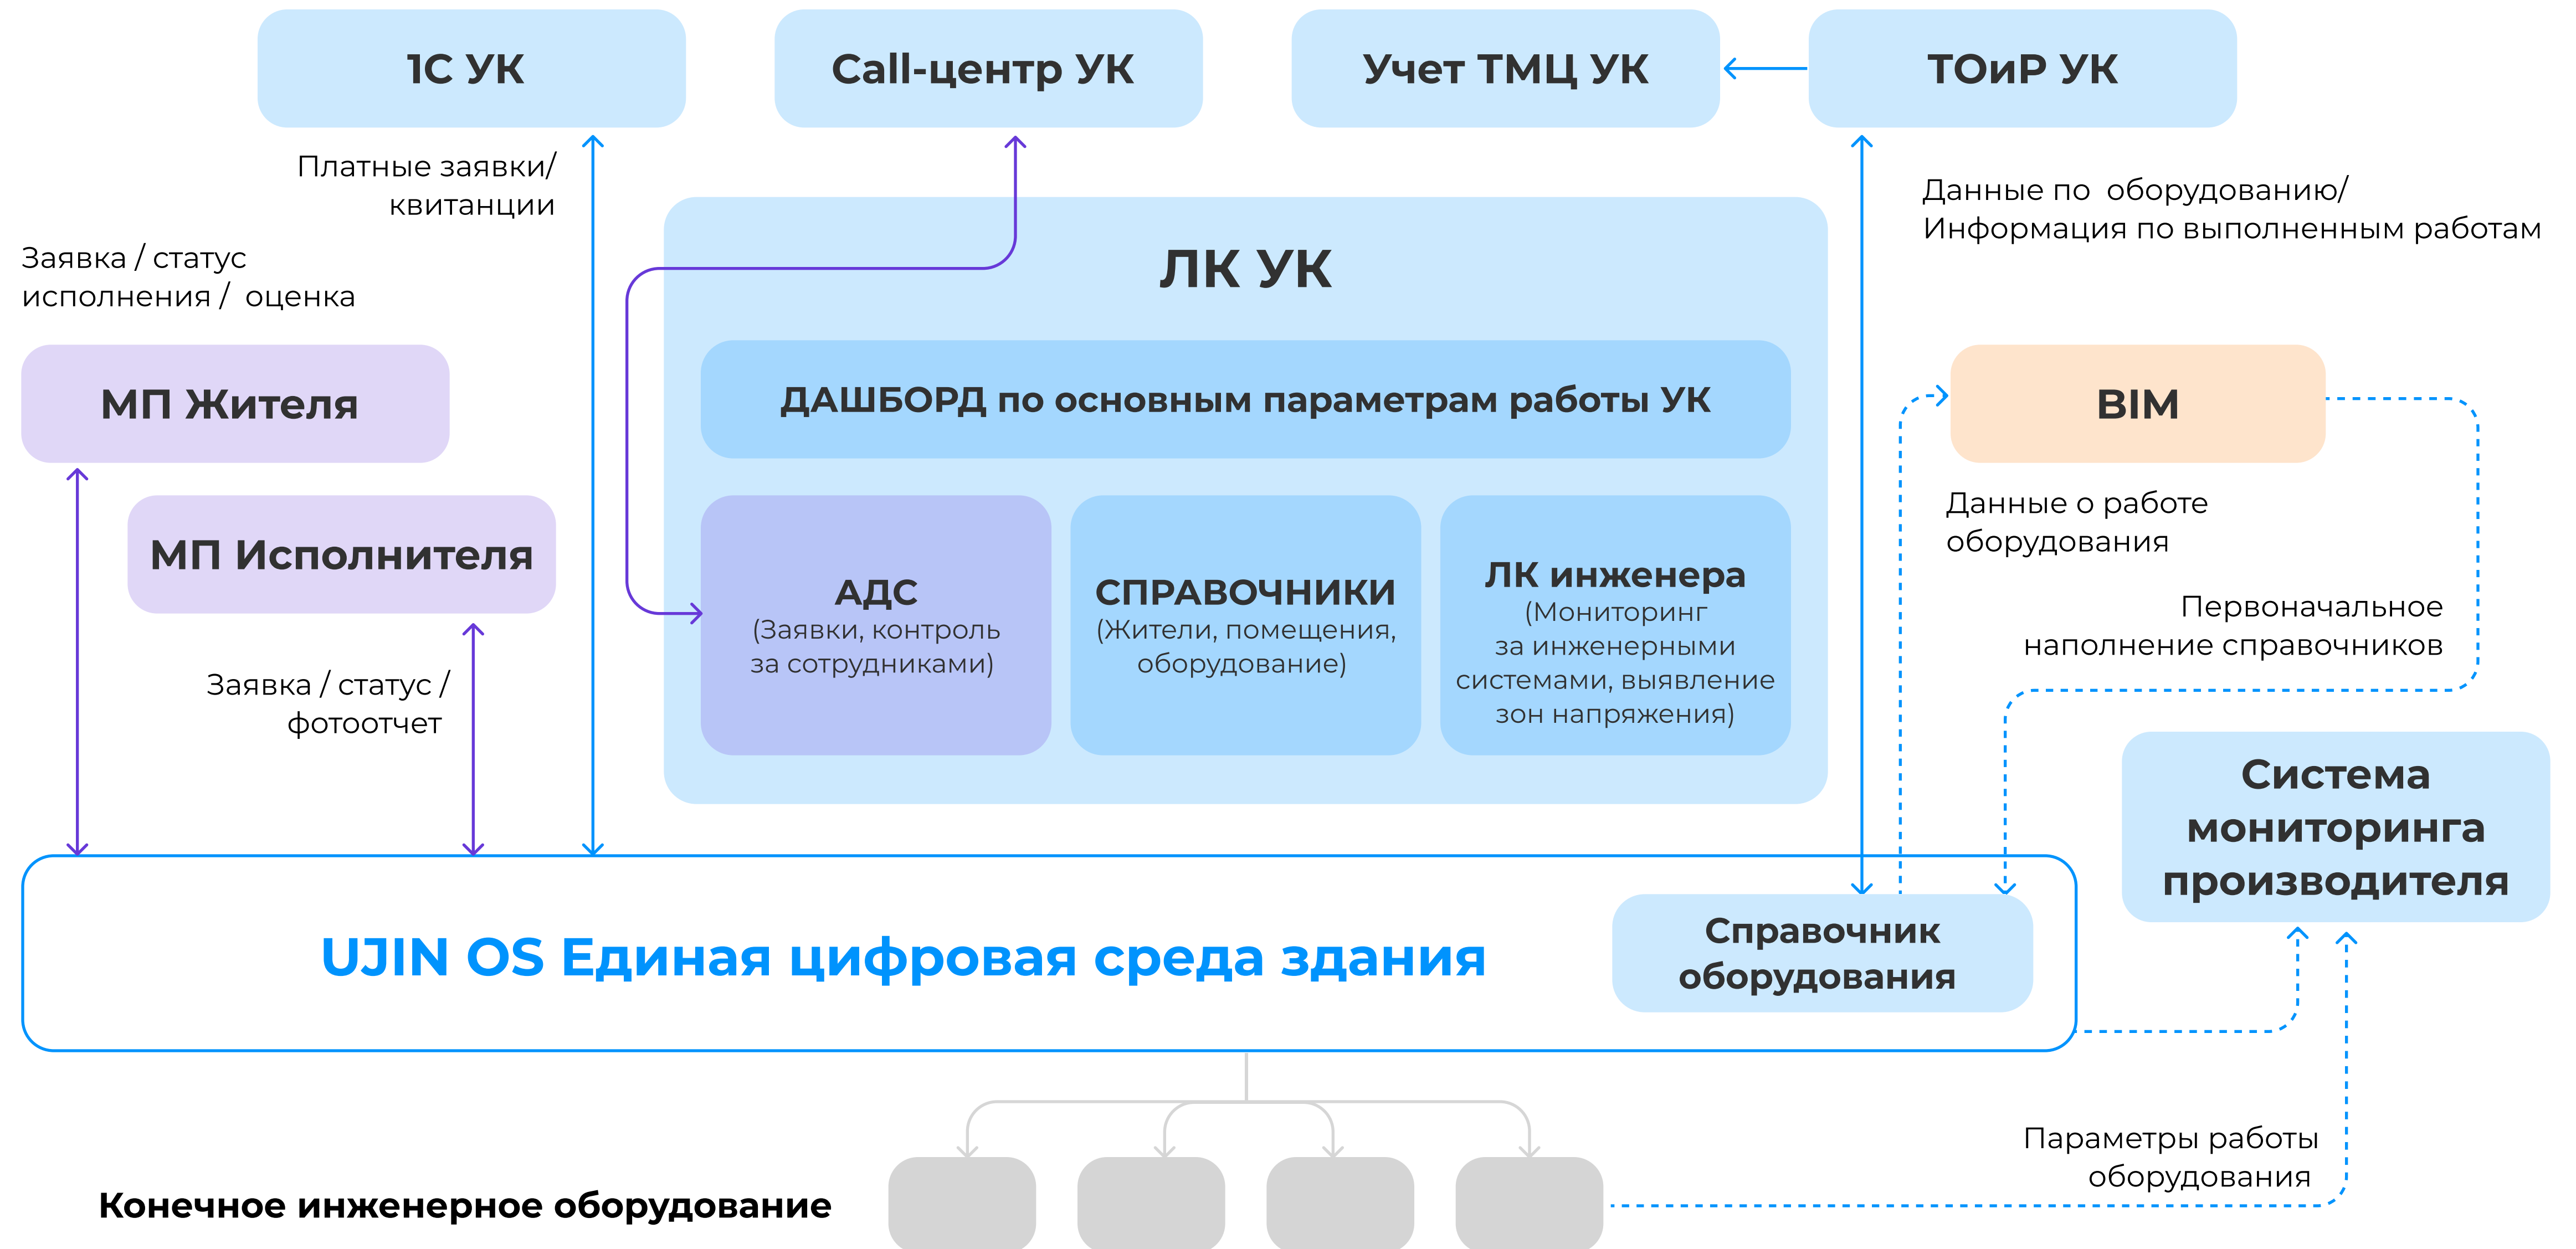 1С УК
Call-центр УК
Учет ТМЦ УК
ТОиР УК
Платные заявки/
квитанции
Данные по оборудованию/
Информация по выполненным работам
Заявка / статус
исполнения / оценка
ЛК УК
МП Жителя
ДАШБОРД по основным параметрам работы УК
BIM
МП Исполнителя
Данные о работе
оборудования
АДС
(Заявки, контроль
за сотрудниками)
СПРАВОЧНИКИ
(Жители, помещения,
оборудование)
ЛК инженера
(Мониторинг
за инженерными
системами, выявление
зон напряжения)
Первоначальное
наполнение справочников
Заявка / статус /
фотоотчет
Система
мониторинга
производителя
UJIN OS Единая цифровая среда здания
Справочник
оборудования
Параметры работы
оборудования
Конечное инженерное оборудование